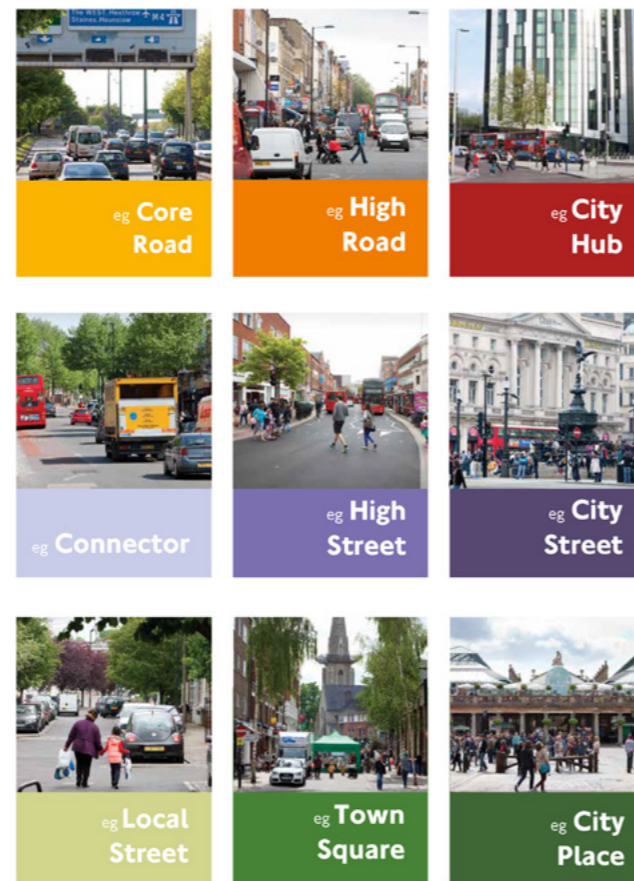 The WEST, Heathrow
Staines, Hounslow M4
eg Core
Road
eg High
Road
eg City
Hub
eg Connector
eg High
Street
eg City
Street
eg Local
Street
eg Town
Square
eg City
Place